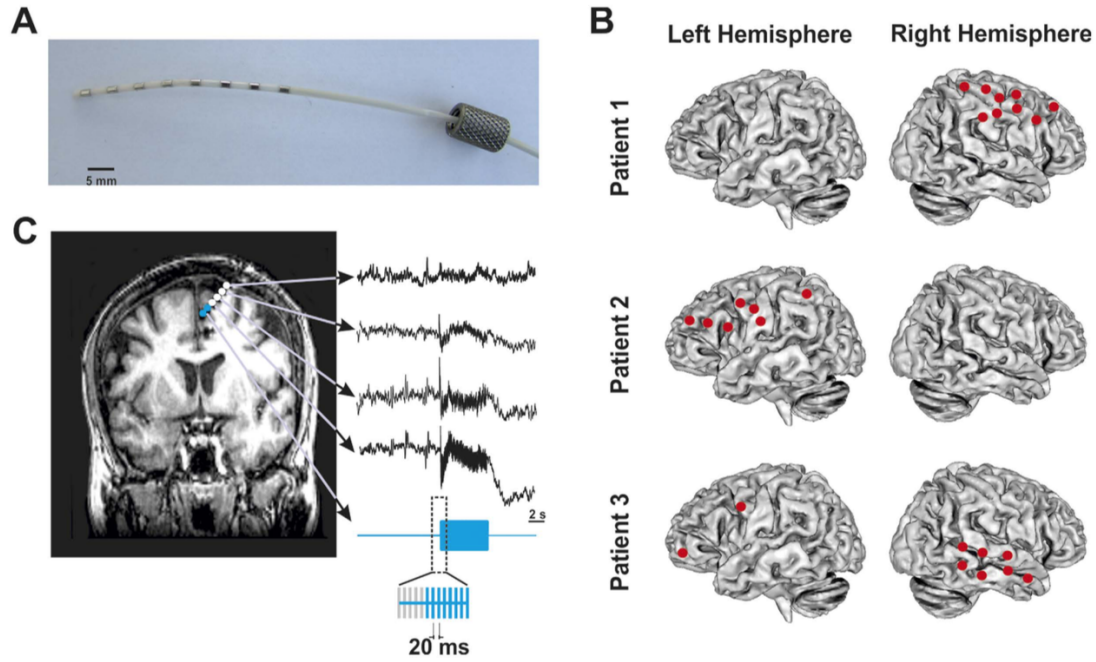 A
5 mm
B
Left Hemisphere Right Hemisphere
Patient 1
Patient 2
Patient 3
C
2 s
20 ms